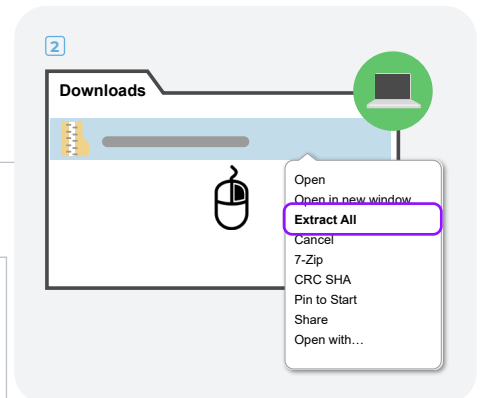 2
Downloads
Open
Open in new window
Extract All
Cancel
7-Zip
CRC SHA
Pin to Start
Share
Open with...